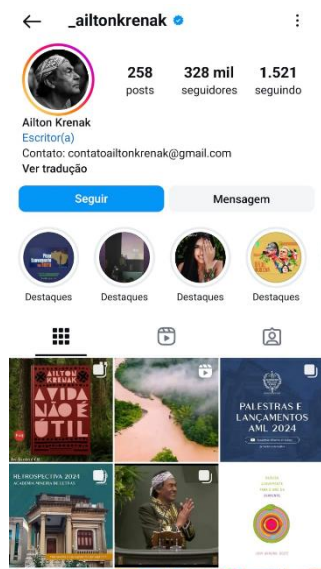 _ailtonkrenak
258
328 mil
1.521
posts
seguidores
seguindo
Ailton Krenak
Escritor(a)
Contato: contatoailtonkrenak@gmail.com
Ver tradução
Seguir
Mensagem
Destaques
Destaques
Destaques
Destaques
AILTON
KRENAK
A VIDA
NÃO É
ÚTIL
PALESTRAS E
LANÇAMENTOS
AML 2024
RETROSPECTIVA 2024
ACADEMIA MINEIRA DE LETRAS